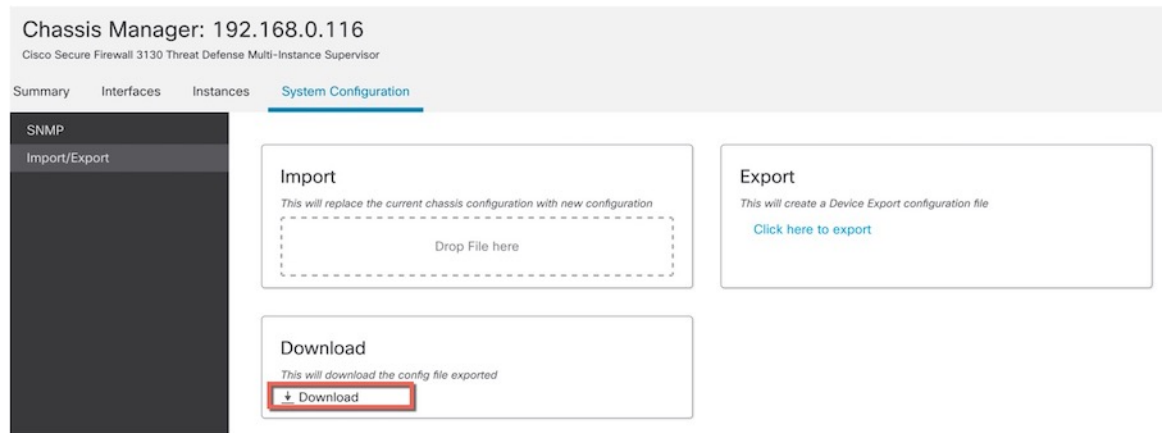 Chassis Manager: 192.168.0.116
Cisco Secure Firewall 3130 Threat Defense Multi-Instance Supervisor
Summary Interfaces Instances System Configuration
SNMP
Import/Export
Import
This will replace the current chassis configuration with new configuration
Drop File here
Export
This will create a Device Export configuration file
Click here to export
Download
This will download the config file exported
Download